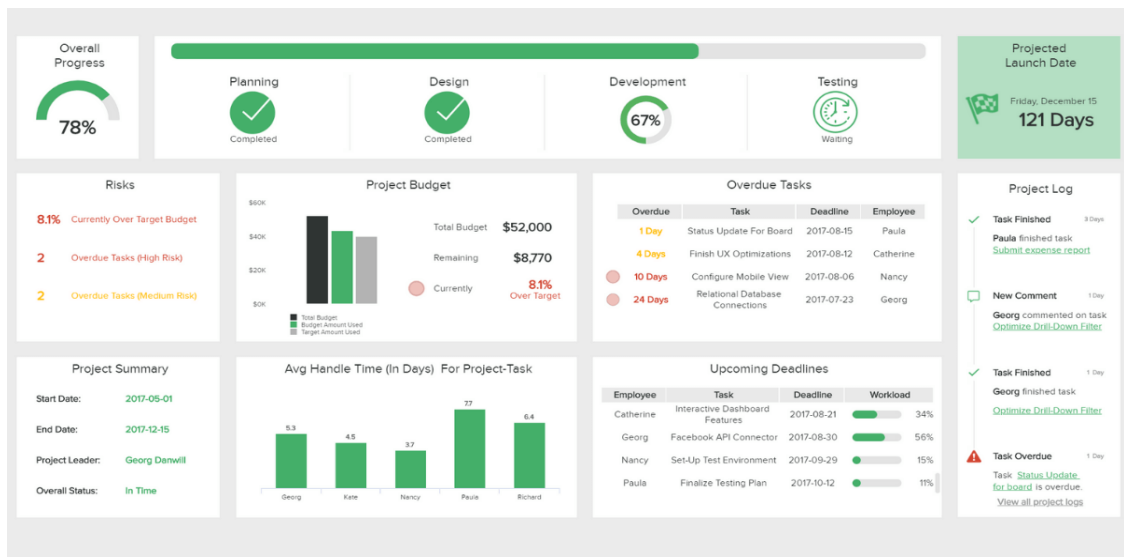 Overall
Progress
78%
Planning
Completed
Design
Completed
Development
67%
Testing
Waiting
Projected
Launch Date
Friday, December 15
121 Days
Risks
8.1% Currently Over Target Budget
2 Overdue Tasks (High Risk)
2 Overdue Tasks (Medium Risk)
Project Budget
$60K
$40K
$20K
$0K
Total Budget
Budget Amount Used
Target Amount Used
Total Budget $52,000
Remaining $8,770
Currently 8.1%
Over Target
Overdue Tasks
Overdue Task Deadline Employee
1 Day Status Update For Board 2017-08-15 Paula
4 Days Finish UX Optimizations 2017-08-12 Catherine
10 Days Configure Mobile View 2017-08-06 Nancy
24 Days Relational Database Connections 2017-07-23 Georg
Project Log
Task Finished 3 Days
Paula finished task
Submit expense report
New Comment 1 Day
Georg commented on task
Optimize Drill-Down Filter
Task Finished 1 Day
Georg finished task
Optimize Drill-Down Filter
Task Overdue 1 Day
Task Status Update
for board is overdue.
View all project logs
Project Summary
Start Date: 2017-05-01
End Date: 2017-12-15
Project Leader: Georg Danwill
Overall Status: In Time
Avg Handle Time (In Days) For Project-Task
5.3
4.5
3.7
7.7
6.4
Georg Kate Nancy Paula Richard
Upcoming Deadlines
Employee Task Deadline Workload
Catherine Interactive Dashboard Features 2017-08-21 34%
Georg Facebook API Connector 2017-08-30 56%
Nancy Set-Up Test Environment 2017-09-29 15%
Paula Finalize Testing Plan 2017-10-12 11%